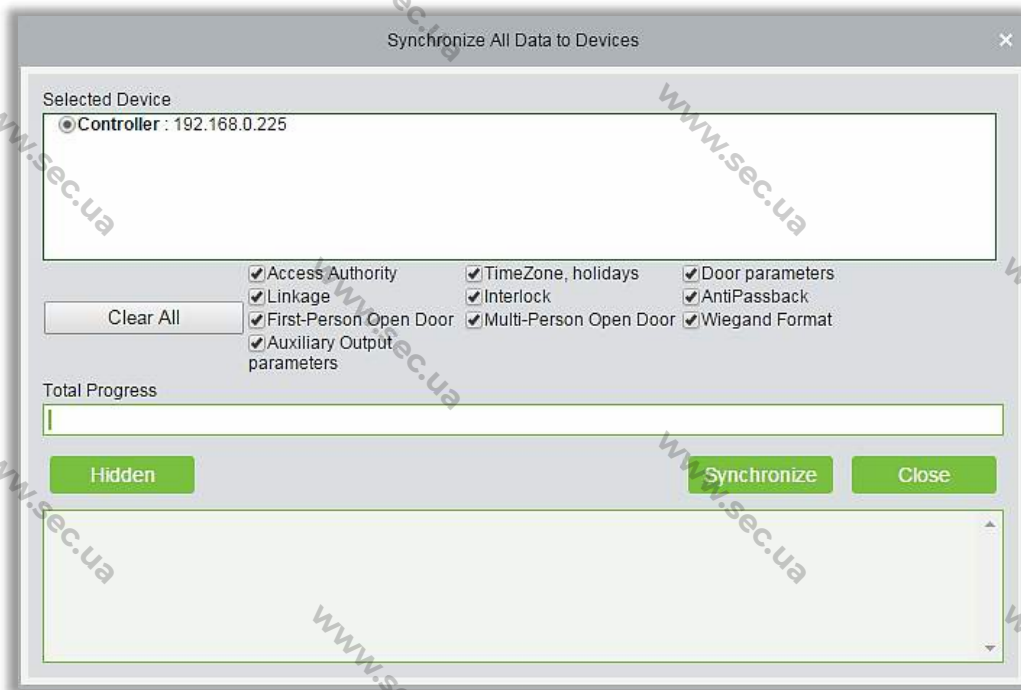 Synchronize All Data to Devices
Selected Device
Controller : 192.168.0.225
Access Authority TimeZone, holidays Door parameters
Linkage Interlock AntiPassback
Clear All
First-Person Open Door Multi-Person Open Door Wiegand Format
Auxiliary Output
parameters
Total Progress
Hidden Synchronize Close
www.sec.ua
www.sec.ua
www.sec.ua
www.sec.ua
www.sec.ua